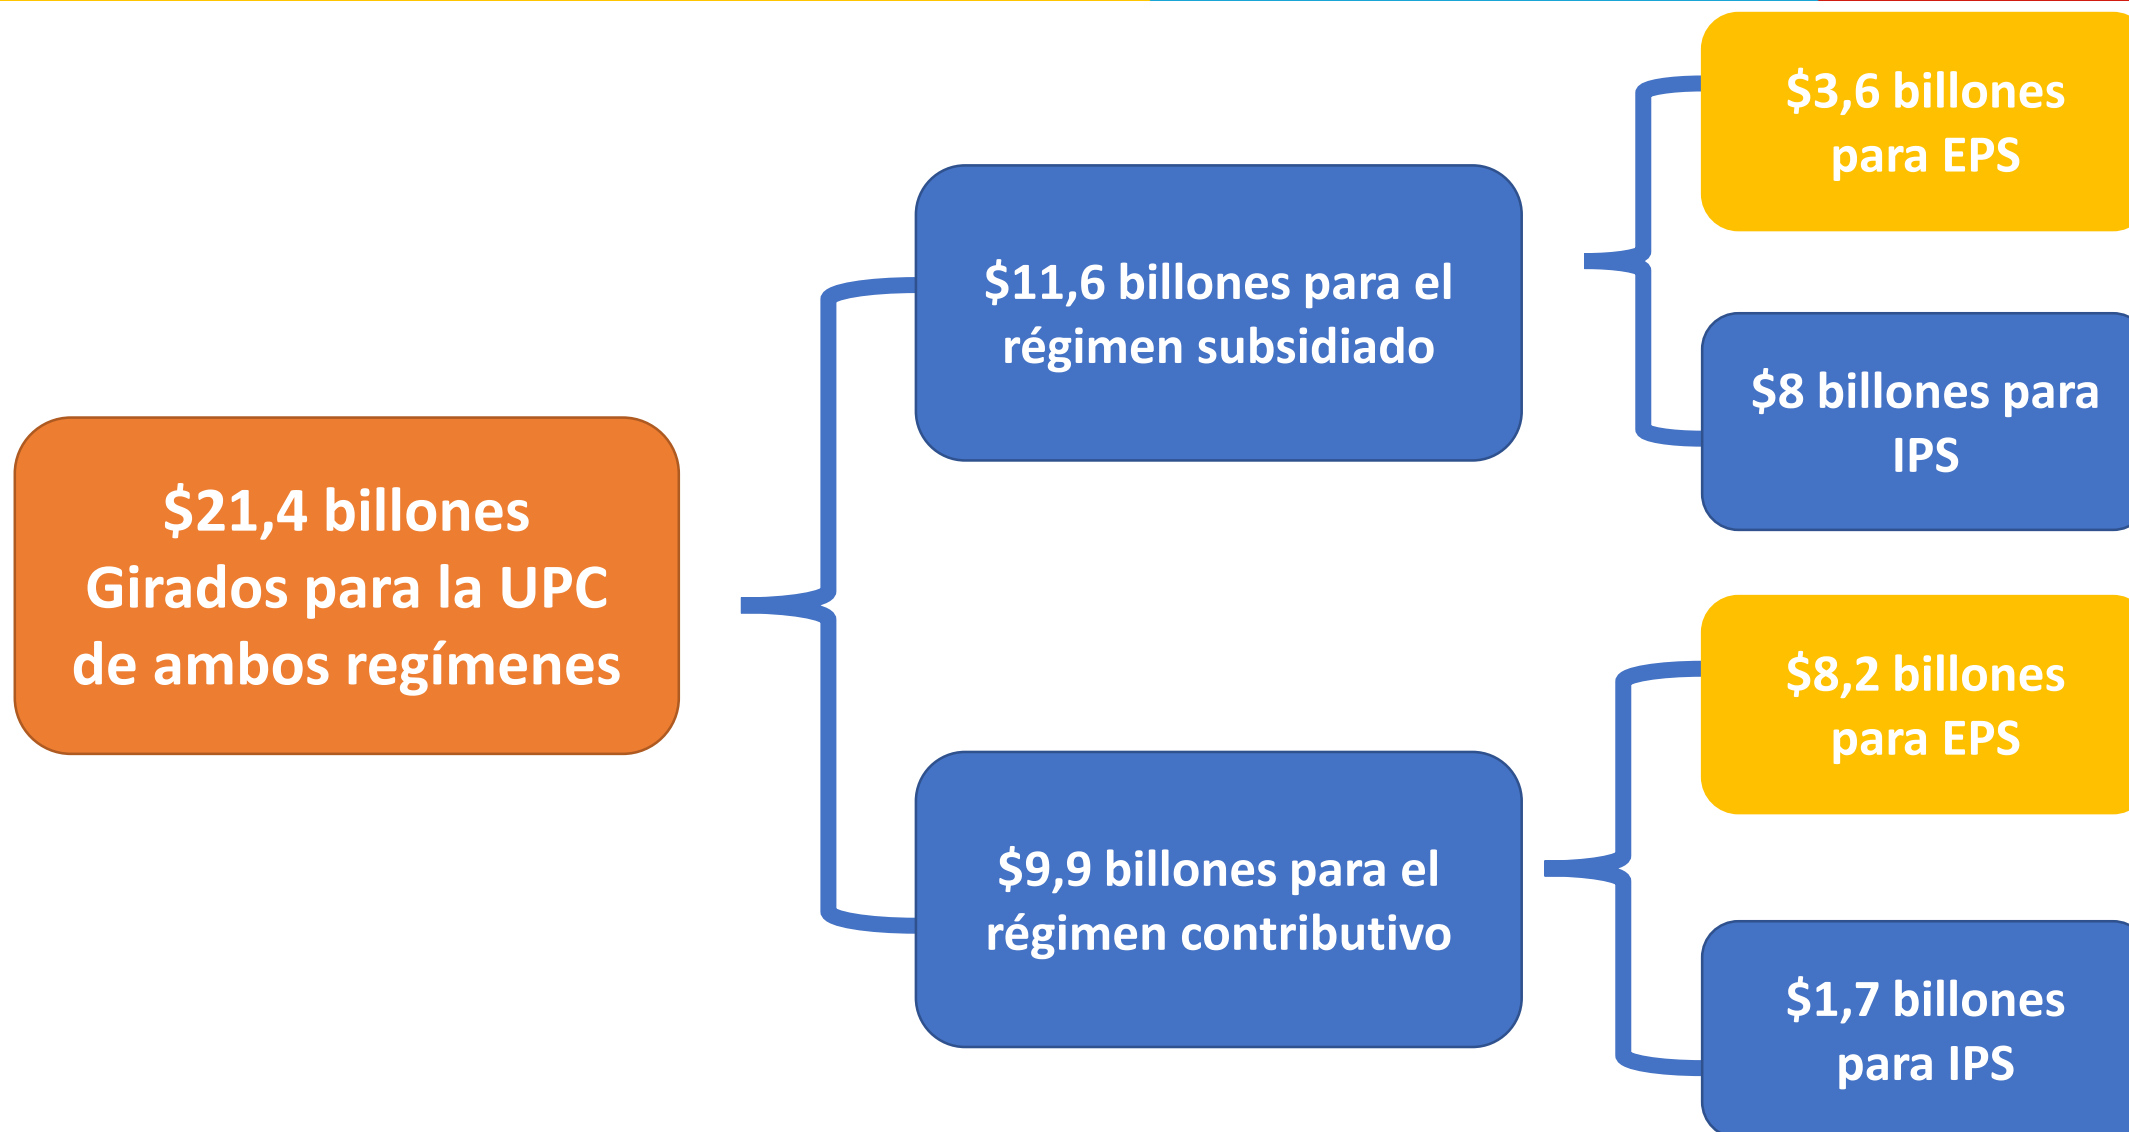 $21,4 billones
Girados para la UPC
de ambos regímenes
$11,6 billones para el
régimen subsidiado
$3,6 billones
para EPS
$8 billones para
IPS
$9,9 billones para el
régimen contributivo
$8,2 billones
para EPS
$1,7 billones
para IPS